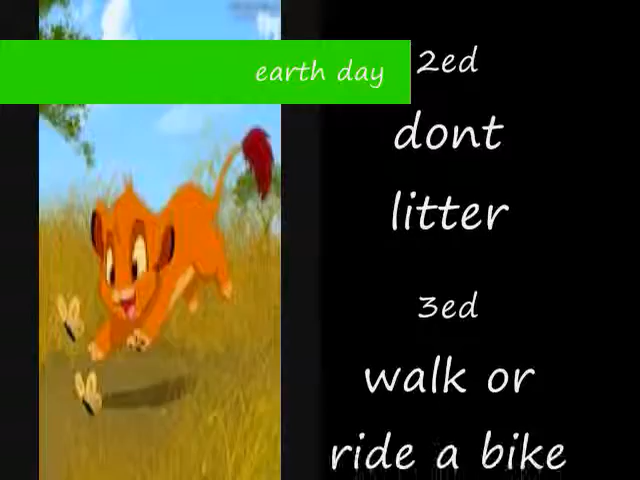 earth day
2ed
dont
litter
3ed
walk or
ride a bike